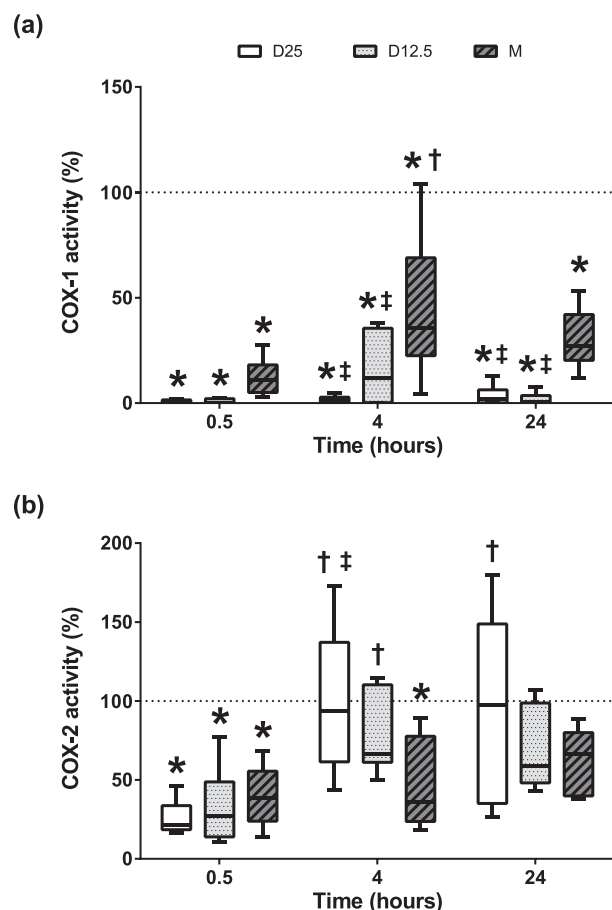 (a)
D25 D12.5 M
COX-1 activity (%)
150
100
50
0
* * *
*‡ *‡ *†
*‡ *‡ *
0.5 4 24
Time (hours)
(b)
COX-2 activity (%)
200
150
100
50
0
* * *
† ‡ † *
†
0.5 4 24
Time (hours)